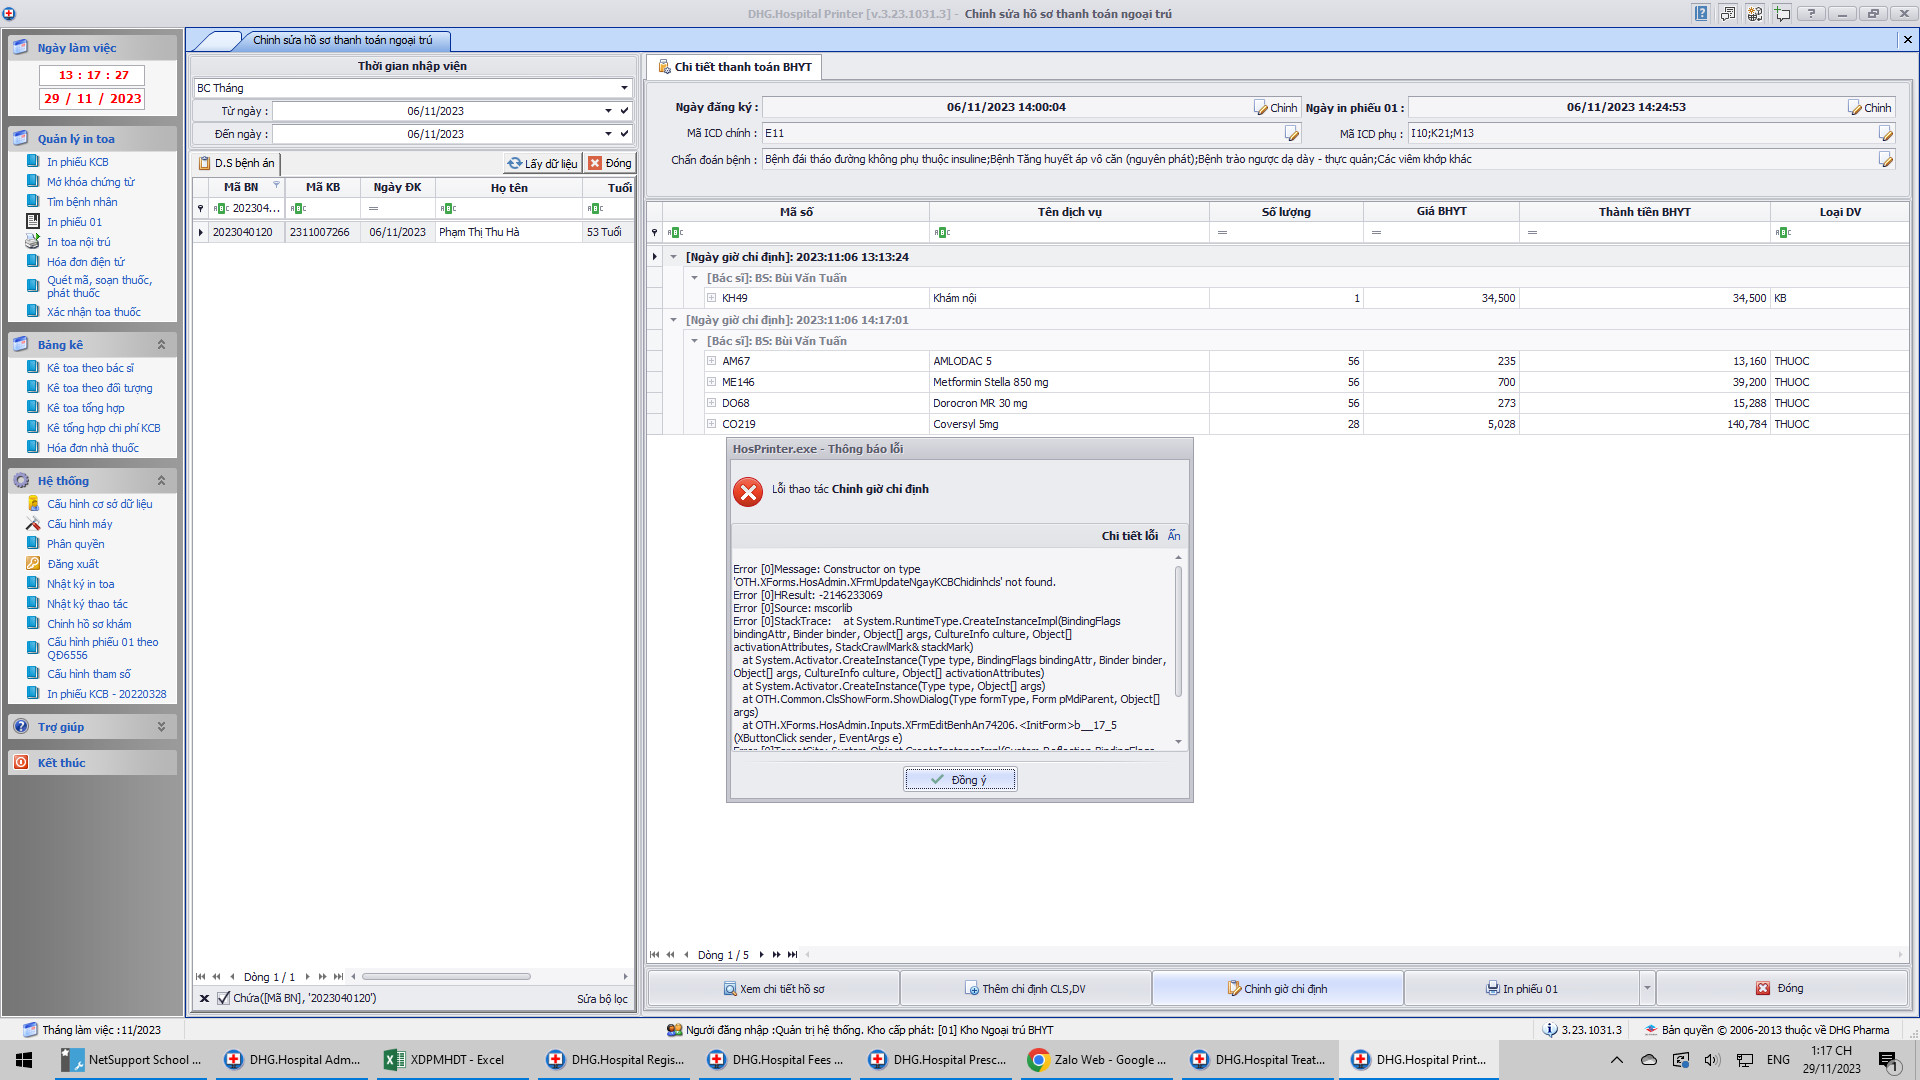 DHG.Hospital Printer [v.3.23.1031.3] - Chỉnh sửa hồ sơ thanh toán ngoại trú
Ngày làm việc
13 : 17 : 27
29 / 11 / 2023
Quản lý in toa
In phiếu KCB
Mở khóa chứng từ
Tìm bệnh nhân
In phiếu 01
In toa nội trú
Hóa đơn điện tử
Quét mã, soạn thuốc,
phát thuốc
Xác nhận toa thuốc
Bảng kê
Kê toa theo bác sĩ
Kê toa theo đối tượng
Kê toa tổng hợp
Kê tổng hợp chi phí KCB
Hóa đơn nhà thuốc
Hệ thống
Cấu hình cơ sở dữ liệu
Cấu hình máy
Phân quyền
Đăng xuất
Nhật ký in toa
Nhật ký thao tác
Chỉnh hồ sơ khám
Cấu hình phiếu 01 theo
QĐ6556
Cấu hình tham số
In phiếu KCB - 20220328
Trợ giúp
Kết thúc
Chỉnh sửa hồ sơ thanh toán ngoại trú
Thời gian nhập viện
BC Tháng
Từ ngày : 06/11/2023
Đến ngày : 06/11/2023
D.S bệnh án Lấy dữ liệu Đóng
Mã BN Mã KB Ngày ĐK Họ tên Tuổi
ABC 202304... ABC = ABC ABC
2023040120 2311007266 06/11/2023 Phạm Thị Thu Hà 53 Tuổi
Dòng 1 / 1
Chứa([Mã BN], '2023040120') Sửa bộ lọc
Chi tiết thanh toán BHYT
Ngày đăng ký : 06/11/2023 14:00:04 Chỉnh Ngày in phiếu 01 : 06/11/2023 14:24:53 Chỉnh
Mã ICD chính : E11 Mã ICD phụ : I10;K21;M13
Chẩn đoán bệnh : Bệnh đái tháo đường không phụ thuộc insuline;Bệnh Tăng huyết áp vô căn (nguyên phát);Bệnh trào ngược dạ dày - thực quản;Các viêm khớp khác
Mã số Tên dịch vụ Số lượng Giá BHYT Thành tiền BHYT Loại DV
ABC ABC = = = ABC
[Ngày giờ chỉ định]: 2023:11:06 13:13:24
[Bác sĩ]: BS: Bùi Văn Tuấn
KH49 Khám nội 1 34,500 34,500 KB
[Ngày giờ chỉ định]: 2023:11:06 14:17:01
[Bác sĩ]: BS: Bùi Văn Tuấn
AM67 AMLODAC 5 56 235 13,160 THUOC
ME146 Metformin Stella 850 mg 56 700 39,200 THUOC
DO68 Dorocron MR 30 mg 56 273 15,288 THUOC
CO219 Coversyl 5mg 28 5,028 140,784 THUOC
HosPrinter.exe - Thông báo lỗi
Lỗi thao tác Chỉnh giờ chỉ định
Chi tiết lỗi Ẩn
Error [0]Message: Constructor on type
'OTH.XForms.HosAdmin.XFrmUpdateNgayKCBChidinhcls' not found.
Error [0]HResult: -2146233069
Error [0]Source: mscorlib
Error [0]StackTrace: at System.RuntimeType.CreateInstanceImpl(BindingFlags
bindingAttr, Binder binder, Object[] args, CultureInfo culture, Object[]
activationAttributes, StackCrawlMark& stackMark)
at System.Activator.CreateInstance(Type type, BindingFlags bindingAttr, Binder binder,
Object[] args, CultureInfo culture, Object[] activationAttributes)
at System.Activator.CreateInstance(Type type, Object[] args)
at OTH.Common.ClsShowForm.ShowDialog(Type formType, Form pMdiParent, Object[]
args)
at OTH.XForms.HosAdmin.Inputs.XFrmEditBenhAn74206.<InitForm>b__17_5
(XButtonClick sender, EventArgs e)
Error [0]TargetSite: System.Object CreateInstanceImpl(System.Reflection.BindingFlags,
Đồng ý
Dòng 1 / 5
Xem chi tiết hồ sơ Thêm chỉ định CLS,DV Chỉnh giờ chỉ định In phiếu 01 Đóng
Tháng làm việc :11/2023 Người đăng nhập :Quản trị hệ thống. Kho cấp phát: [01] Kho Ngoại trú BHYT 3.23.1031.3 Bản quyền © 2006-2013 thuộc về DHG Pharma
NetSupport School ... DHG.Hospital Adm... XDPMHDT - Excel DHG.Hospital Regis... DHG.Hospital Fees ... DHG.Hospital Presc... Zalo Web - Google ... DHG.Hospital Treat... DHG.Hospital Print... ENG 1:17 CH
29/11/2023
1